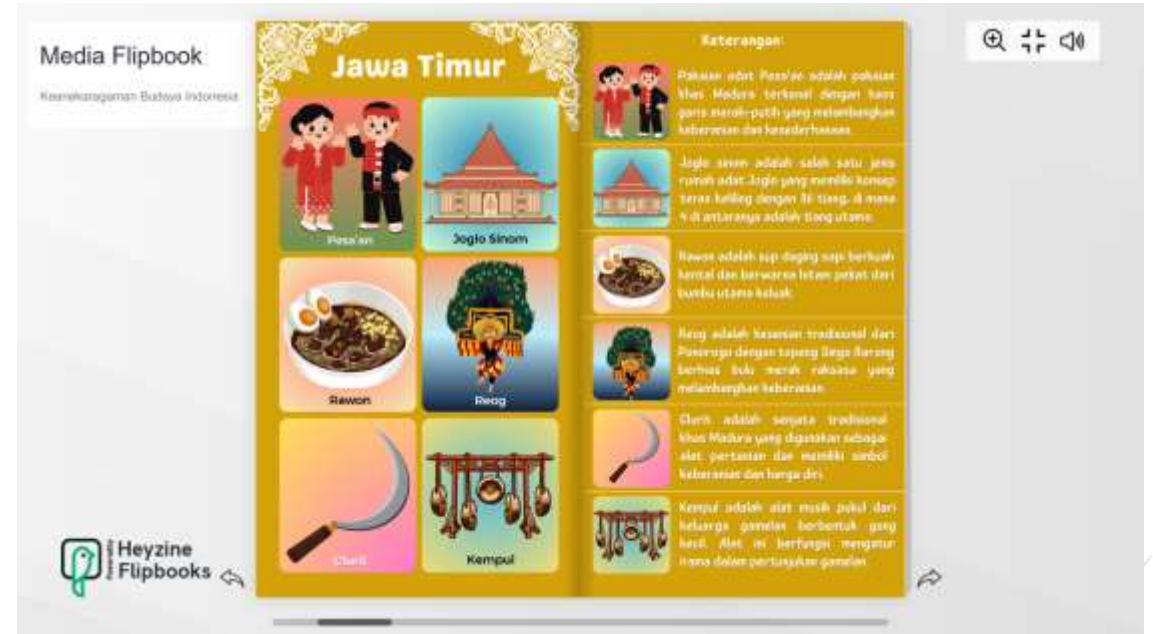 Media Flipbook
Keanekaragaman Budaya Indonesia
Jawa Timur
Pesa'an
Joglo Sinom
Rawon
Reog
Clurit
Kempul
Keterangan:
Pakaian adat Pesa'an adalah pakaian
khas Madura terkenal dengan kaos
garis merah-putih yang melambangkan
keberanian dan kesederhanaan.
Joglo sinom adalah salah satu jenis
rumah adat Joglo yang memiliki konsep
teras keliling dengan 36 tiang, di mana
4 di antaranya adalah tiang utama.
Rawon adalah sup daging sapi berkuah
kental dan berwarna hitam pekat dari
bumbu utama keluak.
Reog adalah kesenian tradisional dari
Ponorogo dengan topeng Singo Barong
berhias bulu merak raksasa yang
melambangkan keberanian.
Clurit adalah senjata tradisional
khas Madura yang digunakan sebagai
alat pertanian dan memiliki simbol
keberanian dan harga diri.
Kempul adalah alat musik pukul dari
keluarga gamelan berbentuk gong
kecil. Alat ini berfungsi mengatur
irama dalam pertunjukan gamelan.
Heyzine
Flipbooks